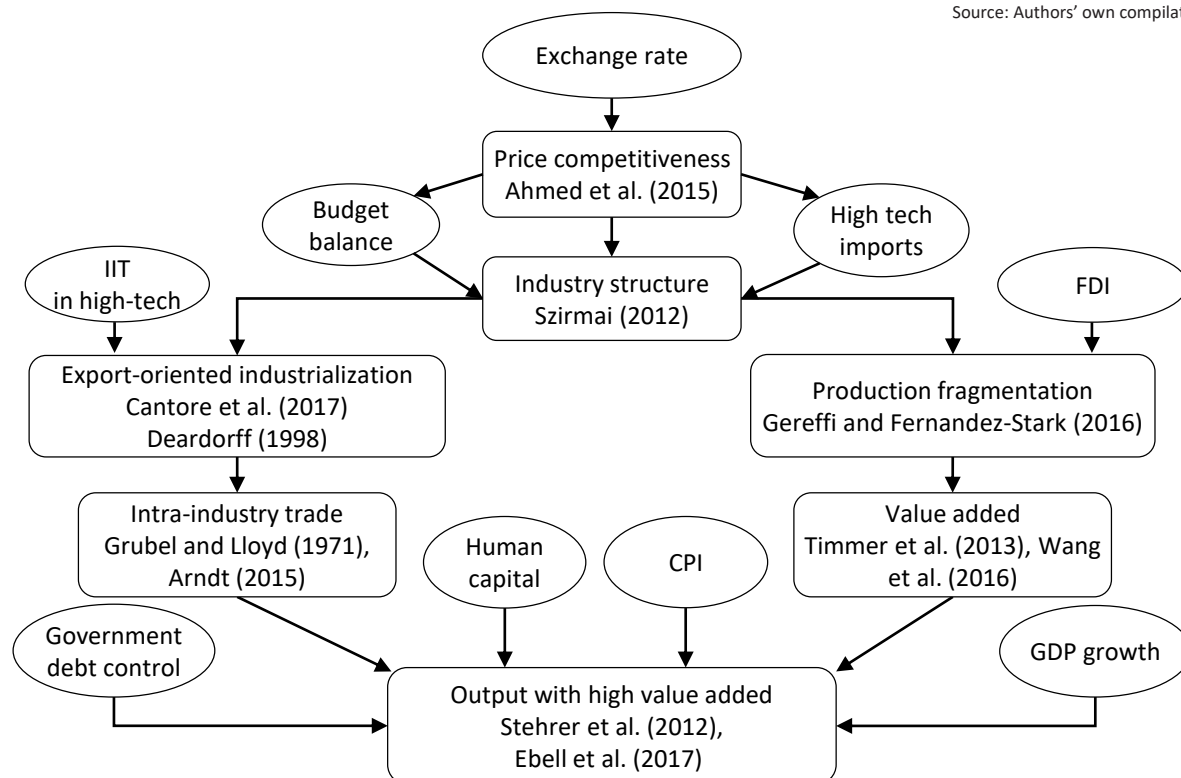 Source: Authors' own compilat
Exchange rate
Price competitiveness
Ahmed et al. (2015)
Budget
balance
High tech
imports
IIT
in high-tech
Industry structure
Szirmai (2012)
FDI
Export-oriented industrialization
Cantore et al. (2017)
Deardorff (1998)
Production fragmentation
Gereffi and Fernandez-Stark (2016)
Intra-industry trade
Grubel and Lloyd (1971),
Arndt (2015)
Human
capital
CPI
Value added
Timmer et al. (2013), Wang
et al. (2016)
Government
debt control
GDP growth
Output with high value added
Stehrer et al. (2012),
Ebell et al. (2017)